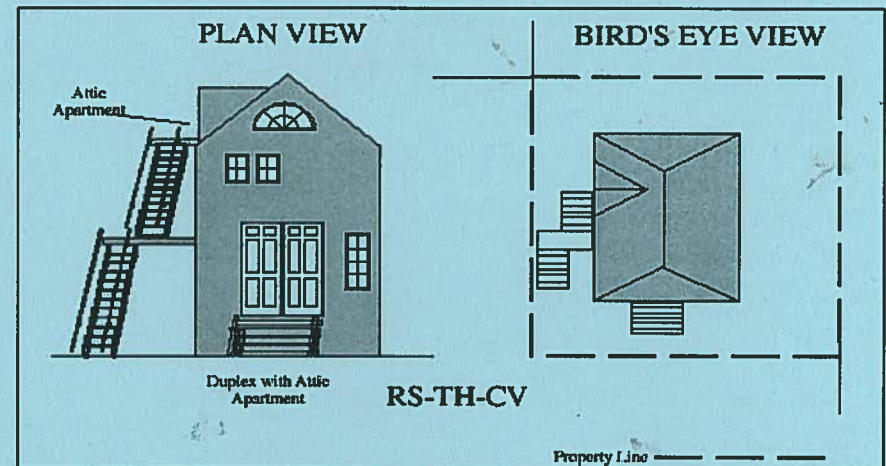 PLAN VIEW
BIRD'S EYE VIEW
Attic
Apartment
Duplex with Attic
Apartment
RS-TH-CV
Property Line